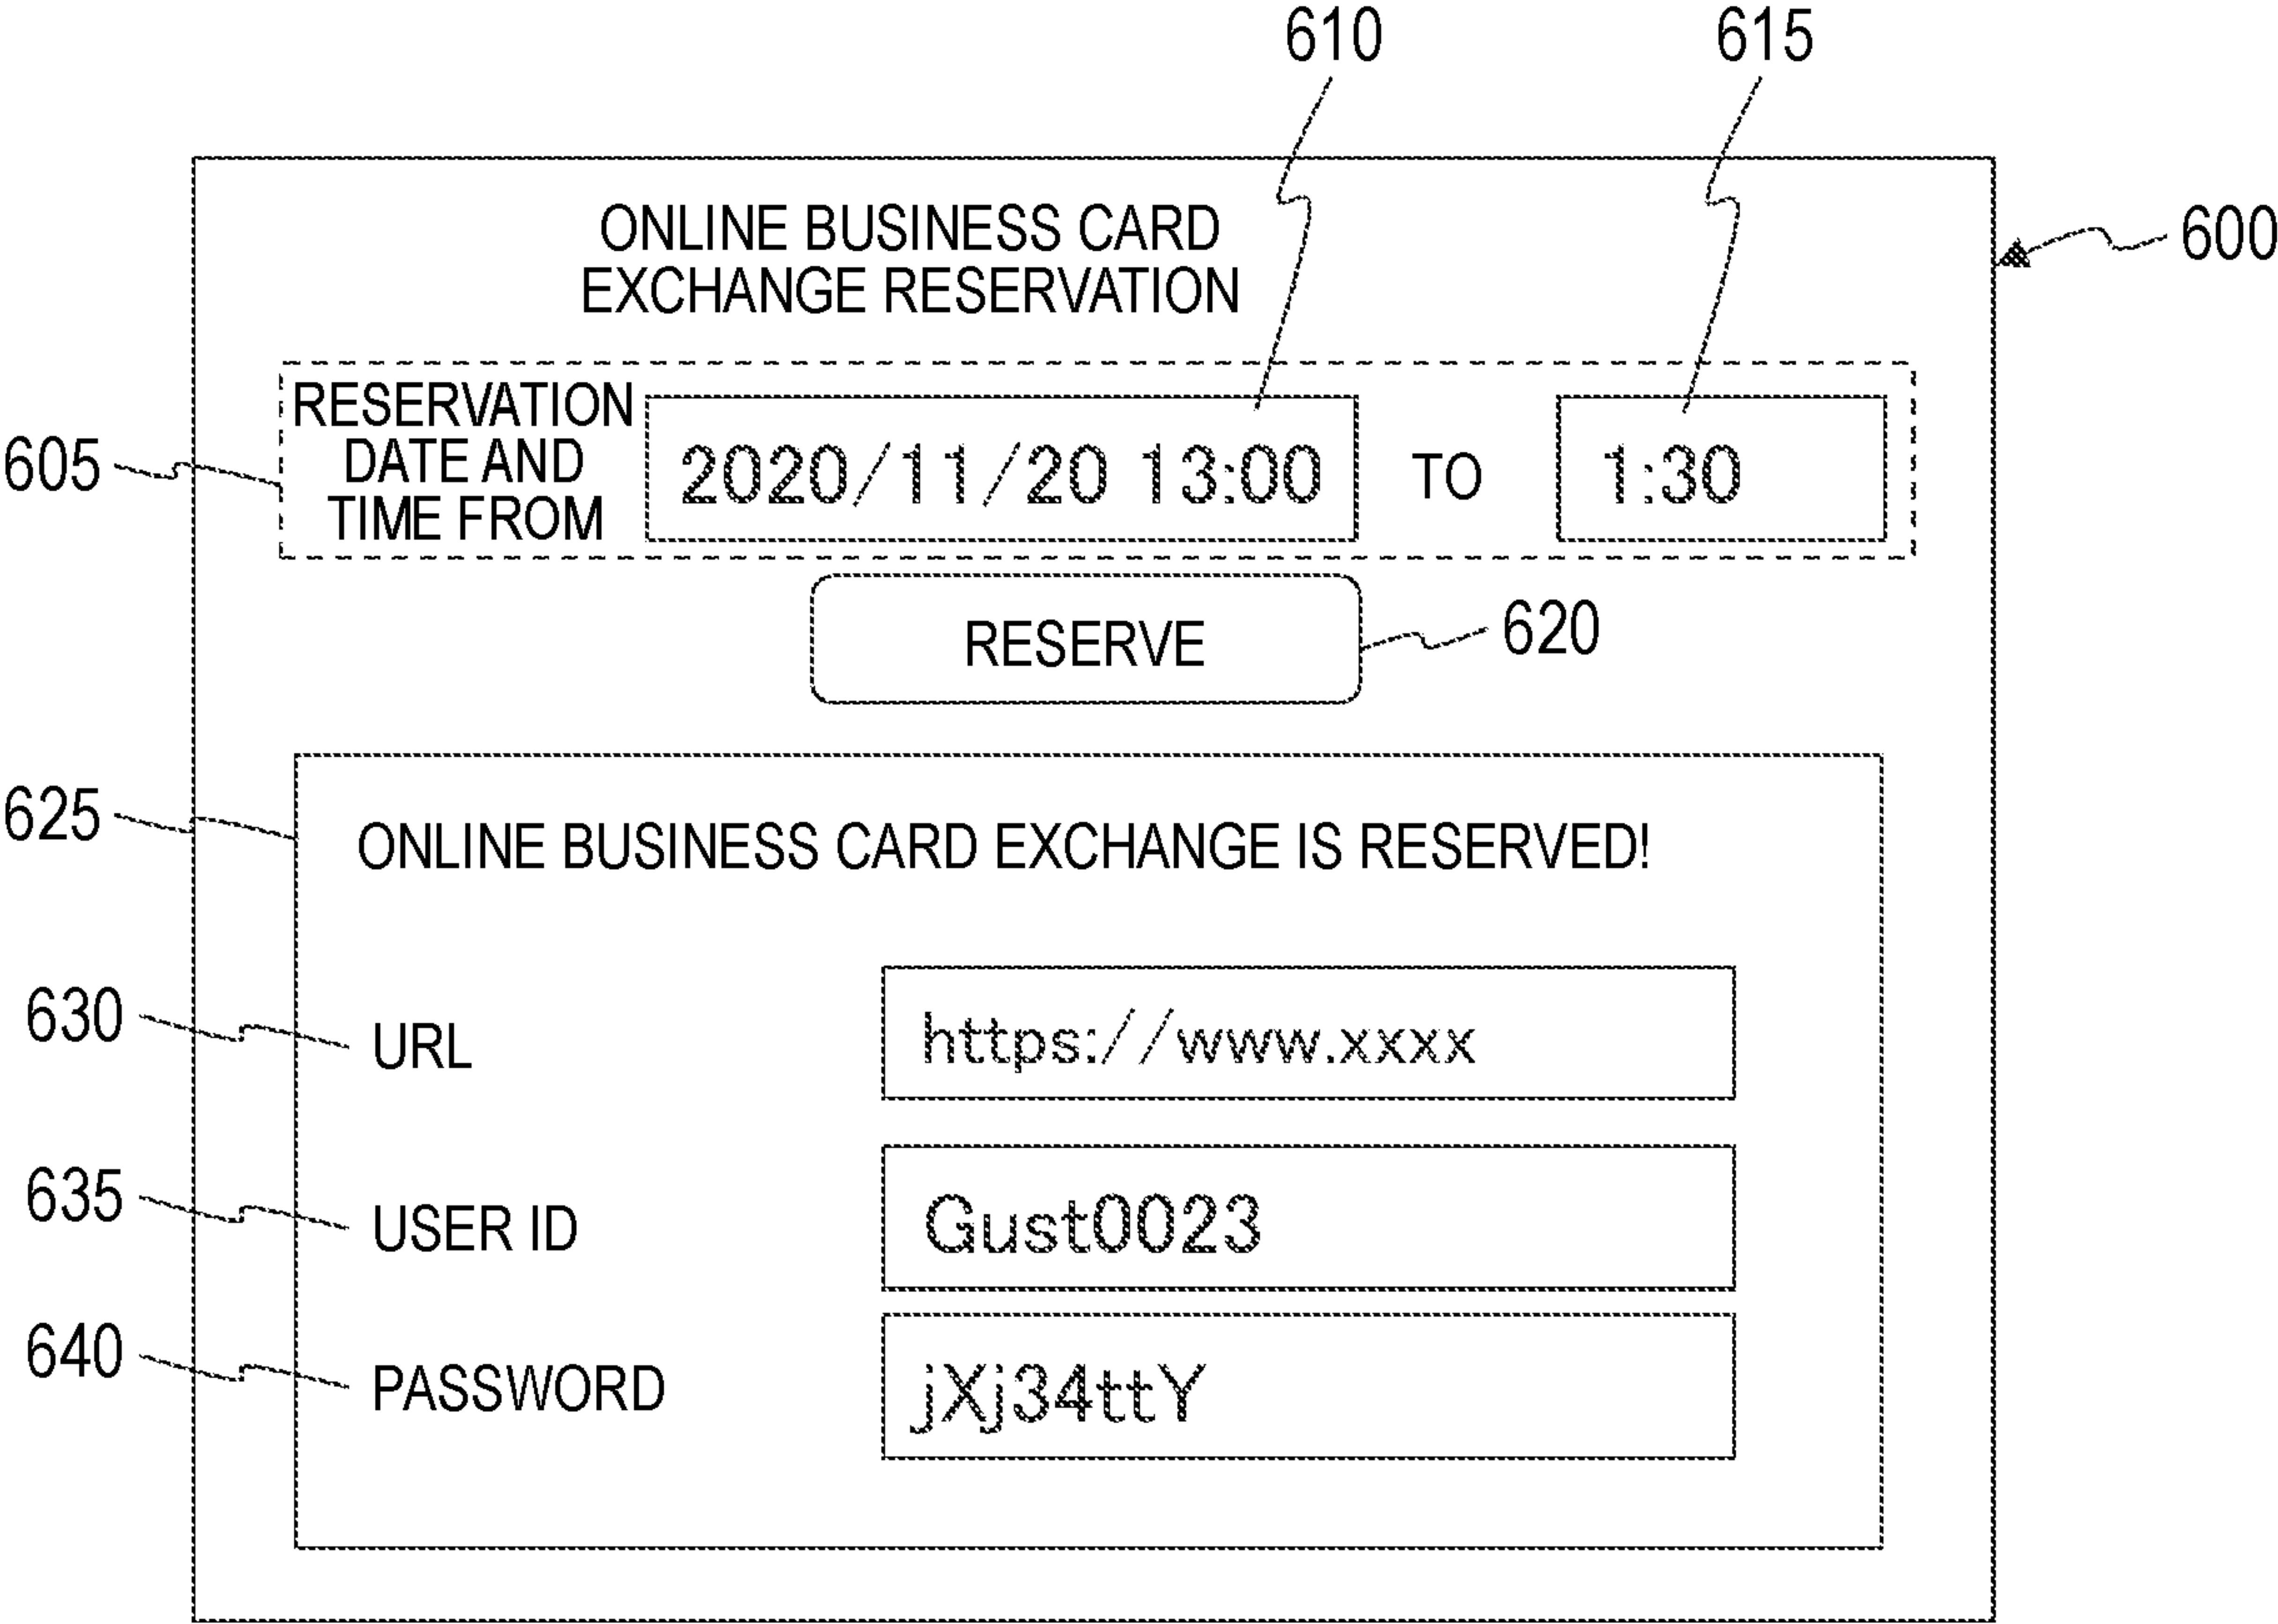 610
615
ONLINE BUSINESS CARD
EXCHANGE RESERVATION
600
RESERVATION
DATE AND
TIME FROM
2020/11/20 13:00
TO
1:30
605
RESERVE
620
625
ONLINE BUSINESS CARD EXCHANGE IS RESERVED!
630
URL
https://www.xxxx
635
USER ID
Gust0023
640
PASSWORD
jXj34ttY